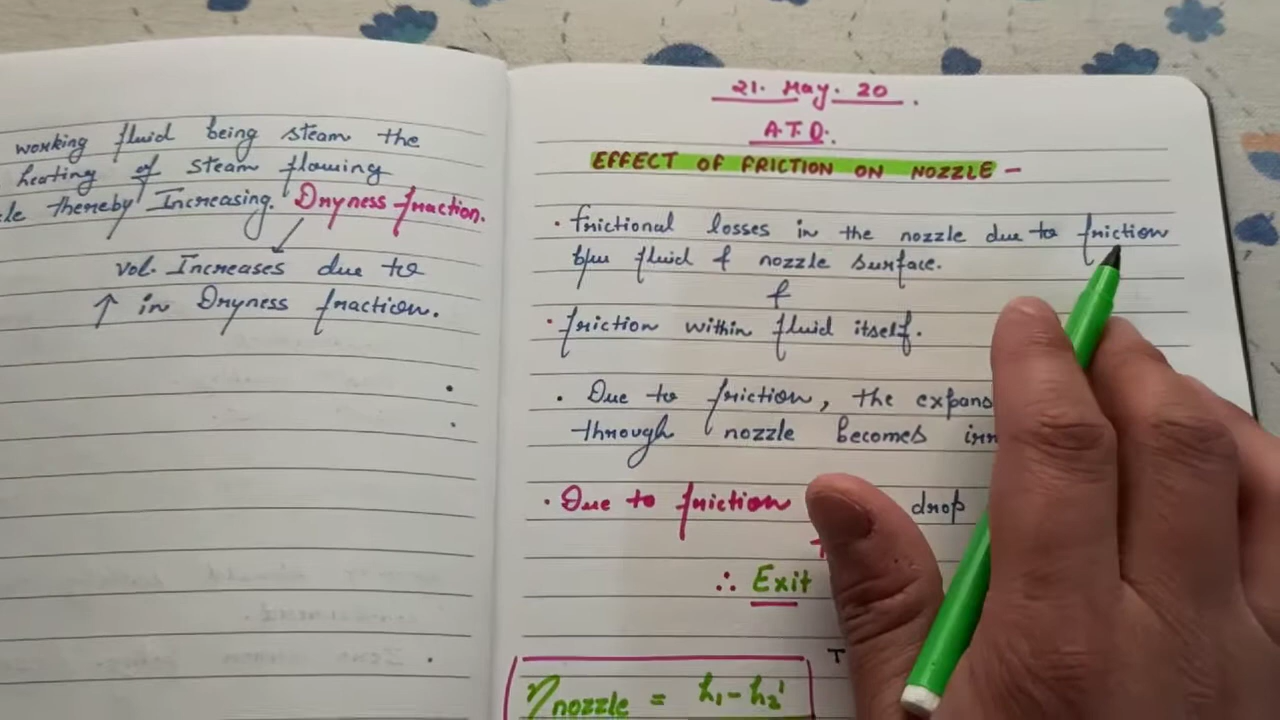 working fluid being steam the
heating of steam flowing
thereby Increasing. Dryness fraction.
vol. Increases due to
↑ in Dryness fraction.
21. May. 20.
A.T.D.
EFFECT OF FRICTION ON NOZZLE -
• frictional losses in the nozzle due to friction
b/w fluid & nozzle surface.
&
• friction within fluid itself.
• Due to friction, the expans
through nozzle becomes irr
• Due to friction drop
∴ Exit
T
η nozzle = h₁-h₂'